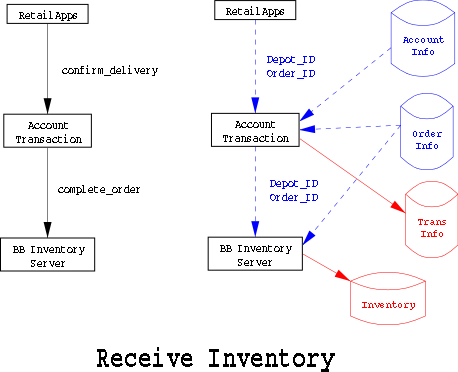 RetailApps
confirm_delivery
Account
Transaction
complete_order
BB Inventory
Server
RetailApps
Depot_ID
Order_ID
Account
Info
Account
Transaction
Order
Info
Depot_ID
Order_ID
Trans
Info
BB Inventory
Server
Inventory
Receive Inventory